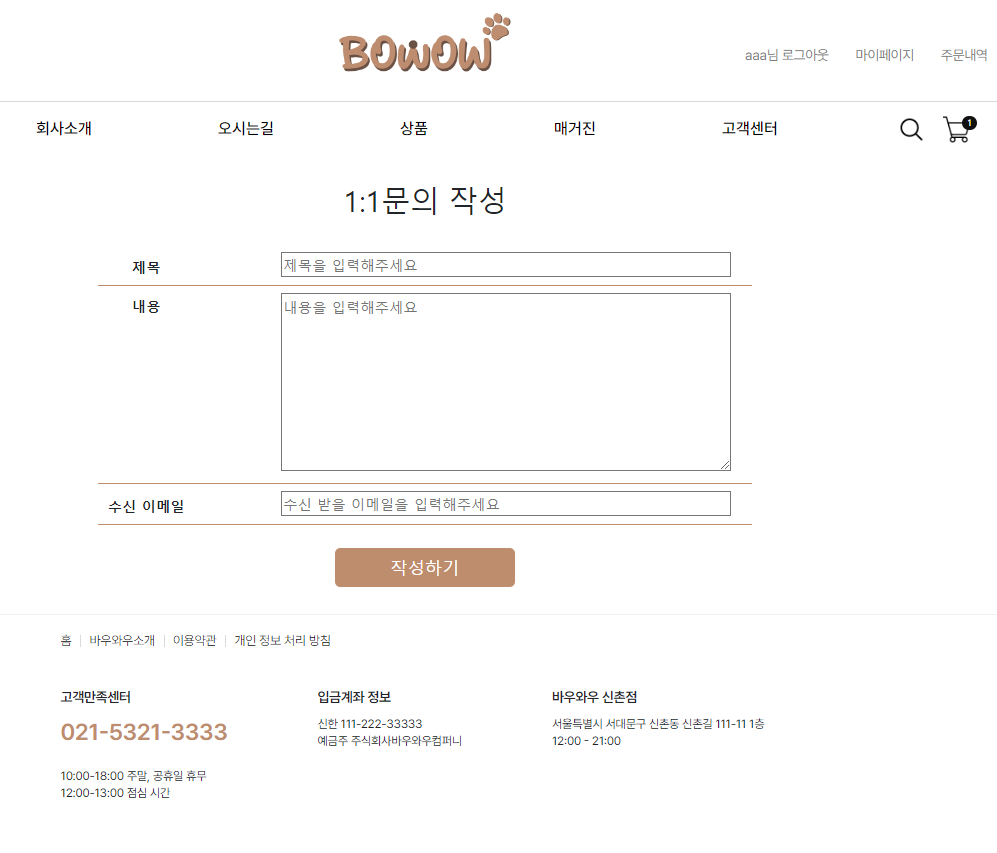 BOWOW
aaa님 로그아웃 마이페이지 주문내역
회사소개 오시는길 상품 매거진 고객센터 1
1:1문의 작성
제목 제목을 입력해주세요
내용 내용을 입력해주세요
수신 이메일 수신 받을 이메일을 입력해주세요
작성하기
홈 바우와우소개 이용약관 개인 정보 처리 방침
고객만족센터 입금계좌 정보 바우와우 신촌점
021-5321-3333 신한 111-222-33333 서울특별시 서대문구 신촌동 신촌길 111-11 1층
예금주 주식회사바우와우컴퍼니 12:00 - 21:00
10:00-18:00 주말, 공휴일 휴무
12:00-13:00 점심 시간